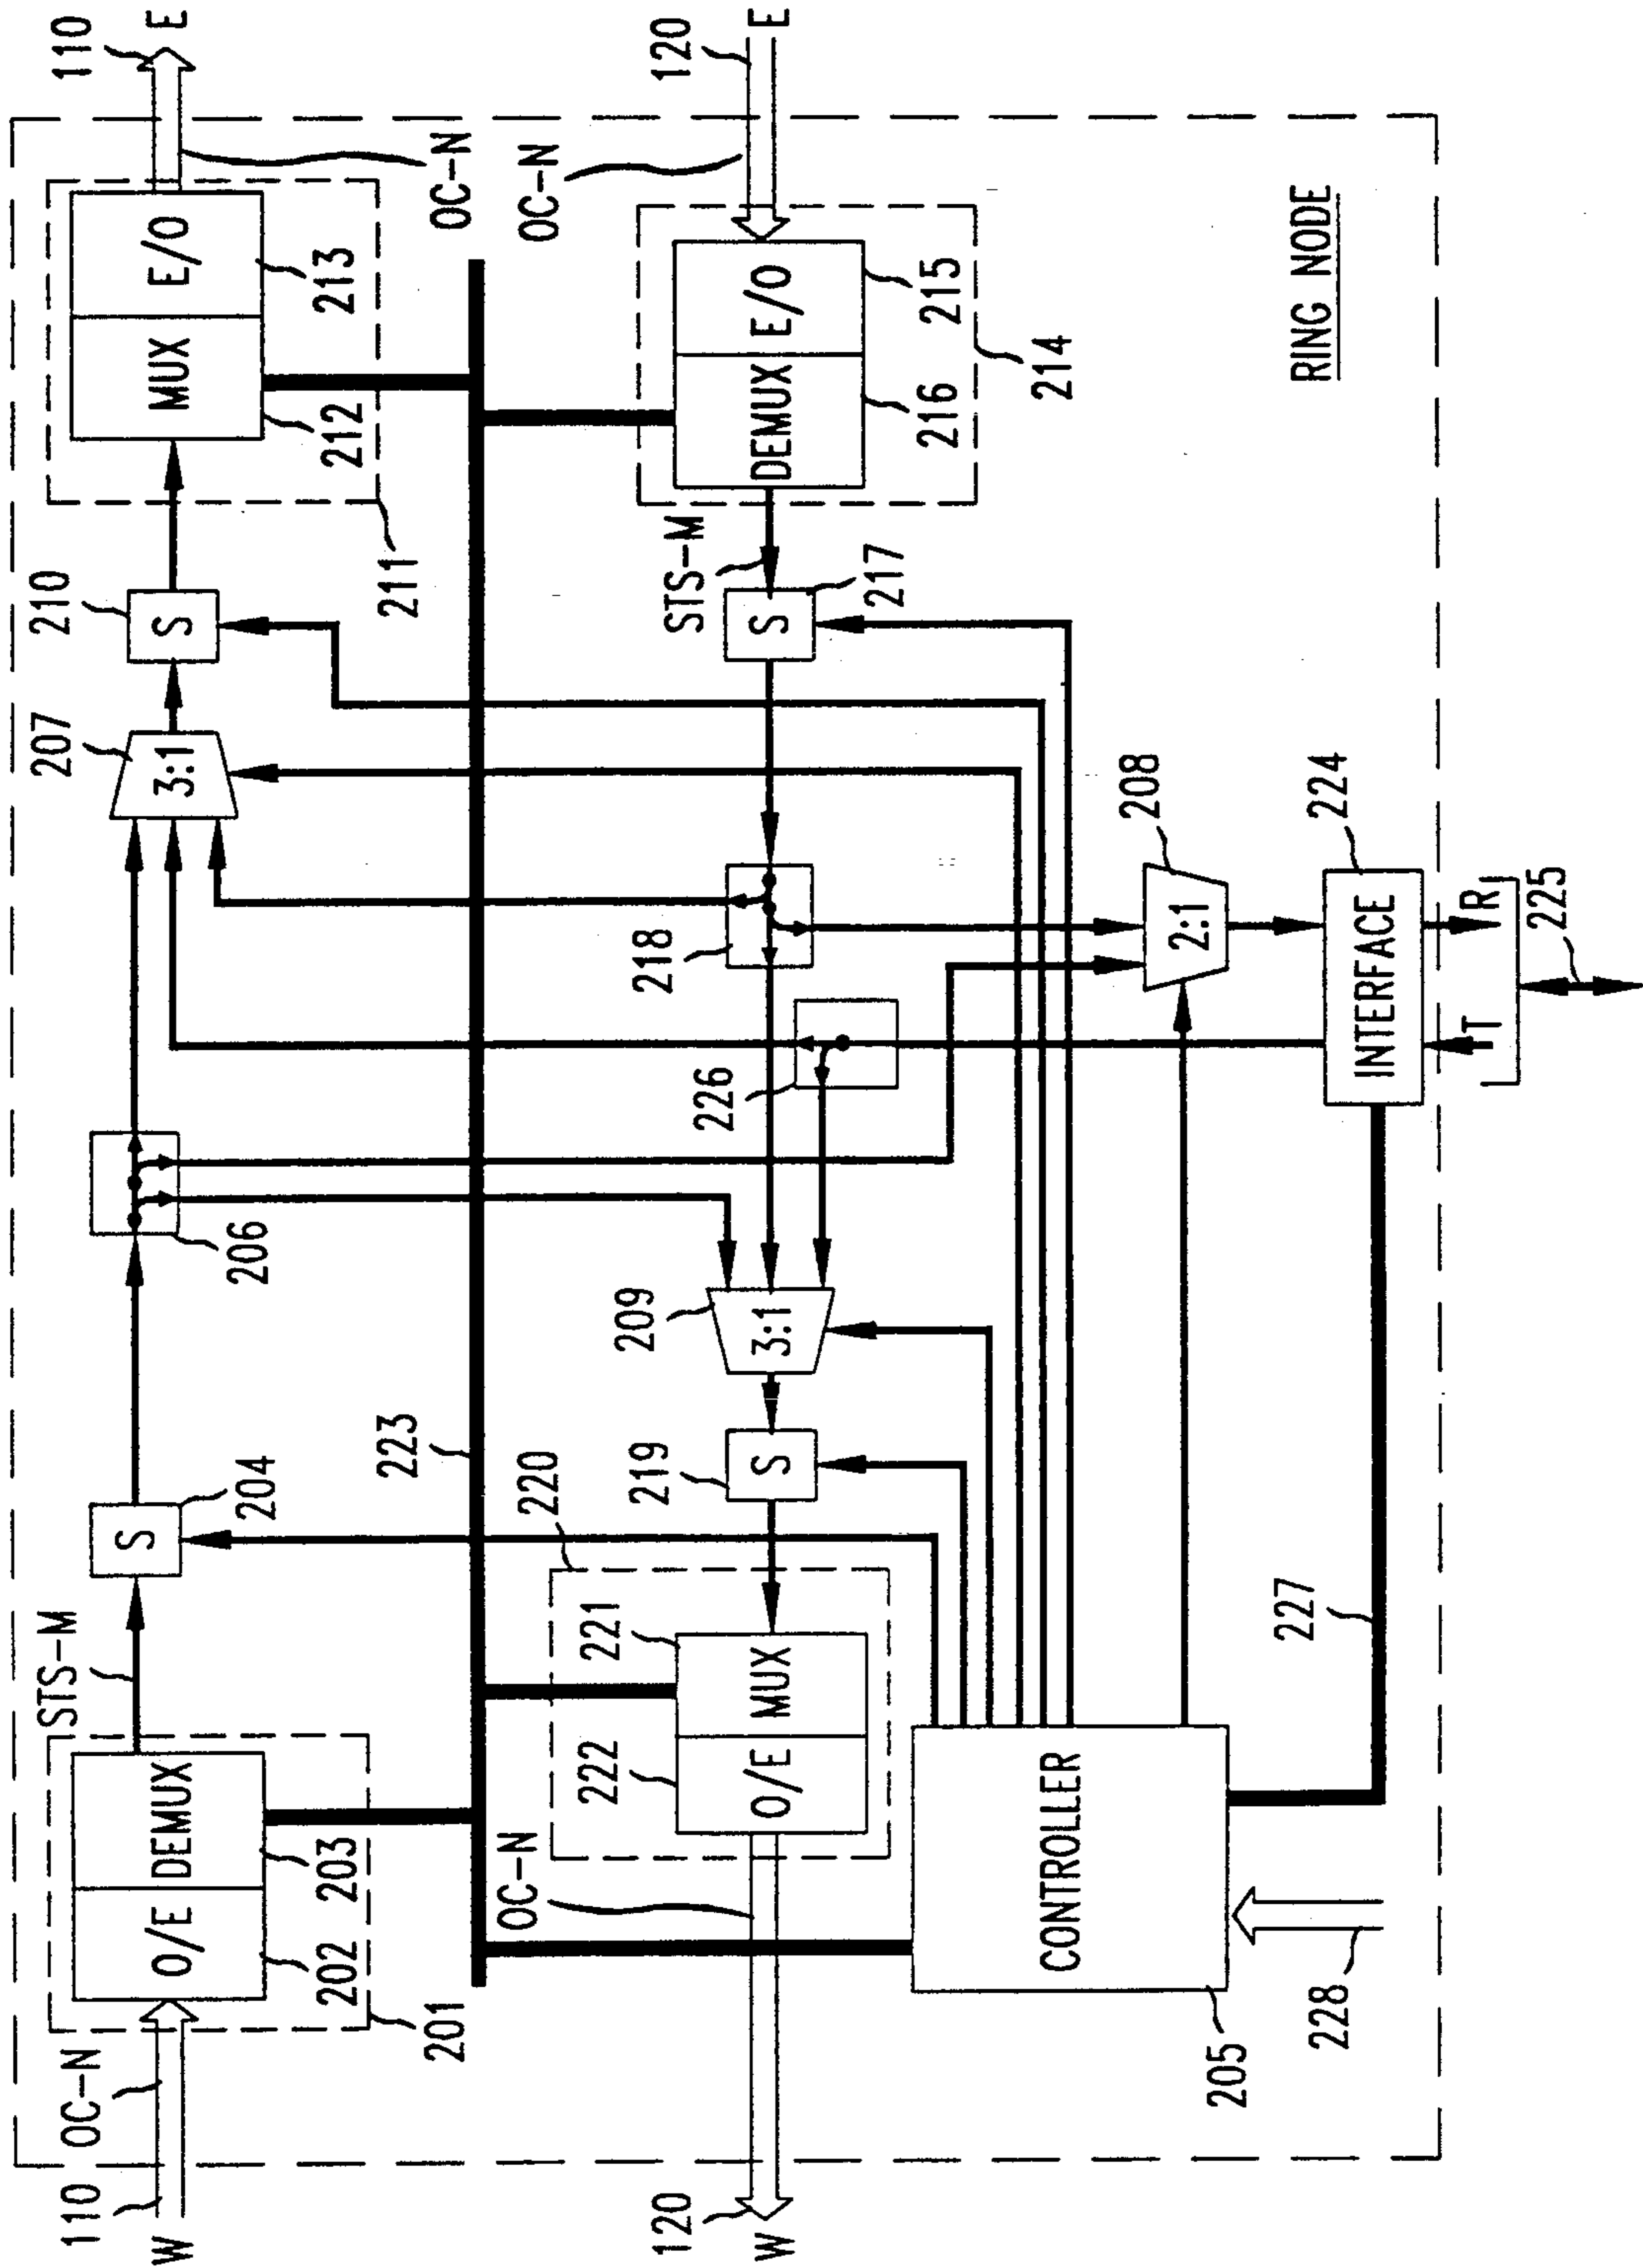 110
OC-N
W
O/E
DEMUX
202
203
201
STS-M
S
204
206
3:1
207
S
210
MUX
E/O
212
213
211
OC-N
110
E
223
120
W
OC-N
O/E
MUX
222
221
220
S
219
3:1
209
226
218
S
217
STS-M
DEMUX
E/O
216
215
214
OC-N
120
E
CONTROLLER
205
228
227
2:1
208
INTERFACE
224
T
R
225
RING NODE